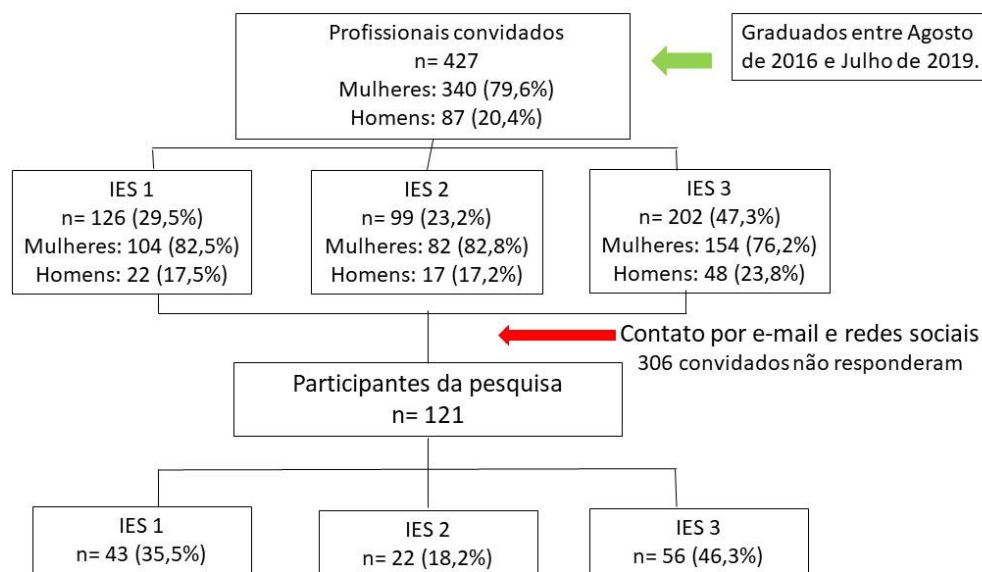 Profissionais convidados
n= 427
Mulheres: 340 (79,6%)
Homens: 87 (20,4%)
Graduados entre Agosto
de 2016 e Julho de 2019.
IES 1
n= 126 (29,5%)
Mulheres: 104 (82,5%)
Homens: 22 (17,5%)
IES 2
n= 99 (23,2%)
Mulheres: 82 (82,8%)
Homens: 17 (17,2%)
IES 3
n= 202 (47,3%)
Mulheres: 154 (76,2%)
Homens: 48 (23,8%)
Contato por e-mail e redes sociais
306 convidados não responderam
Participantes da pesquisa
n= 121
IES 1
n= 43 (35,5%)
IES 2
n= 22 (18,2%)
IES 3
n= 56 (46,3%)